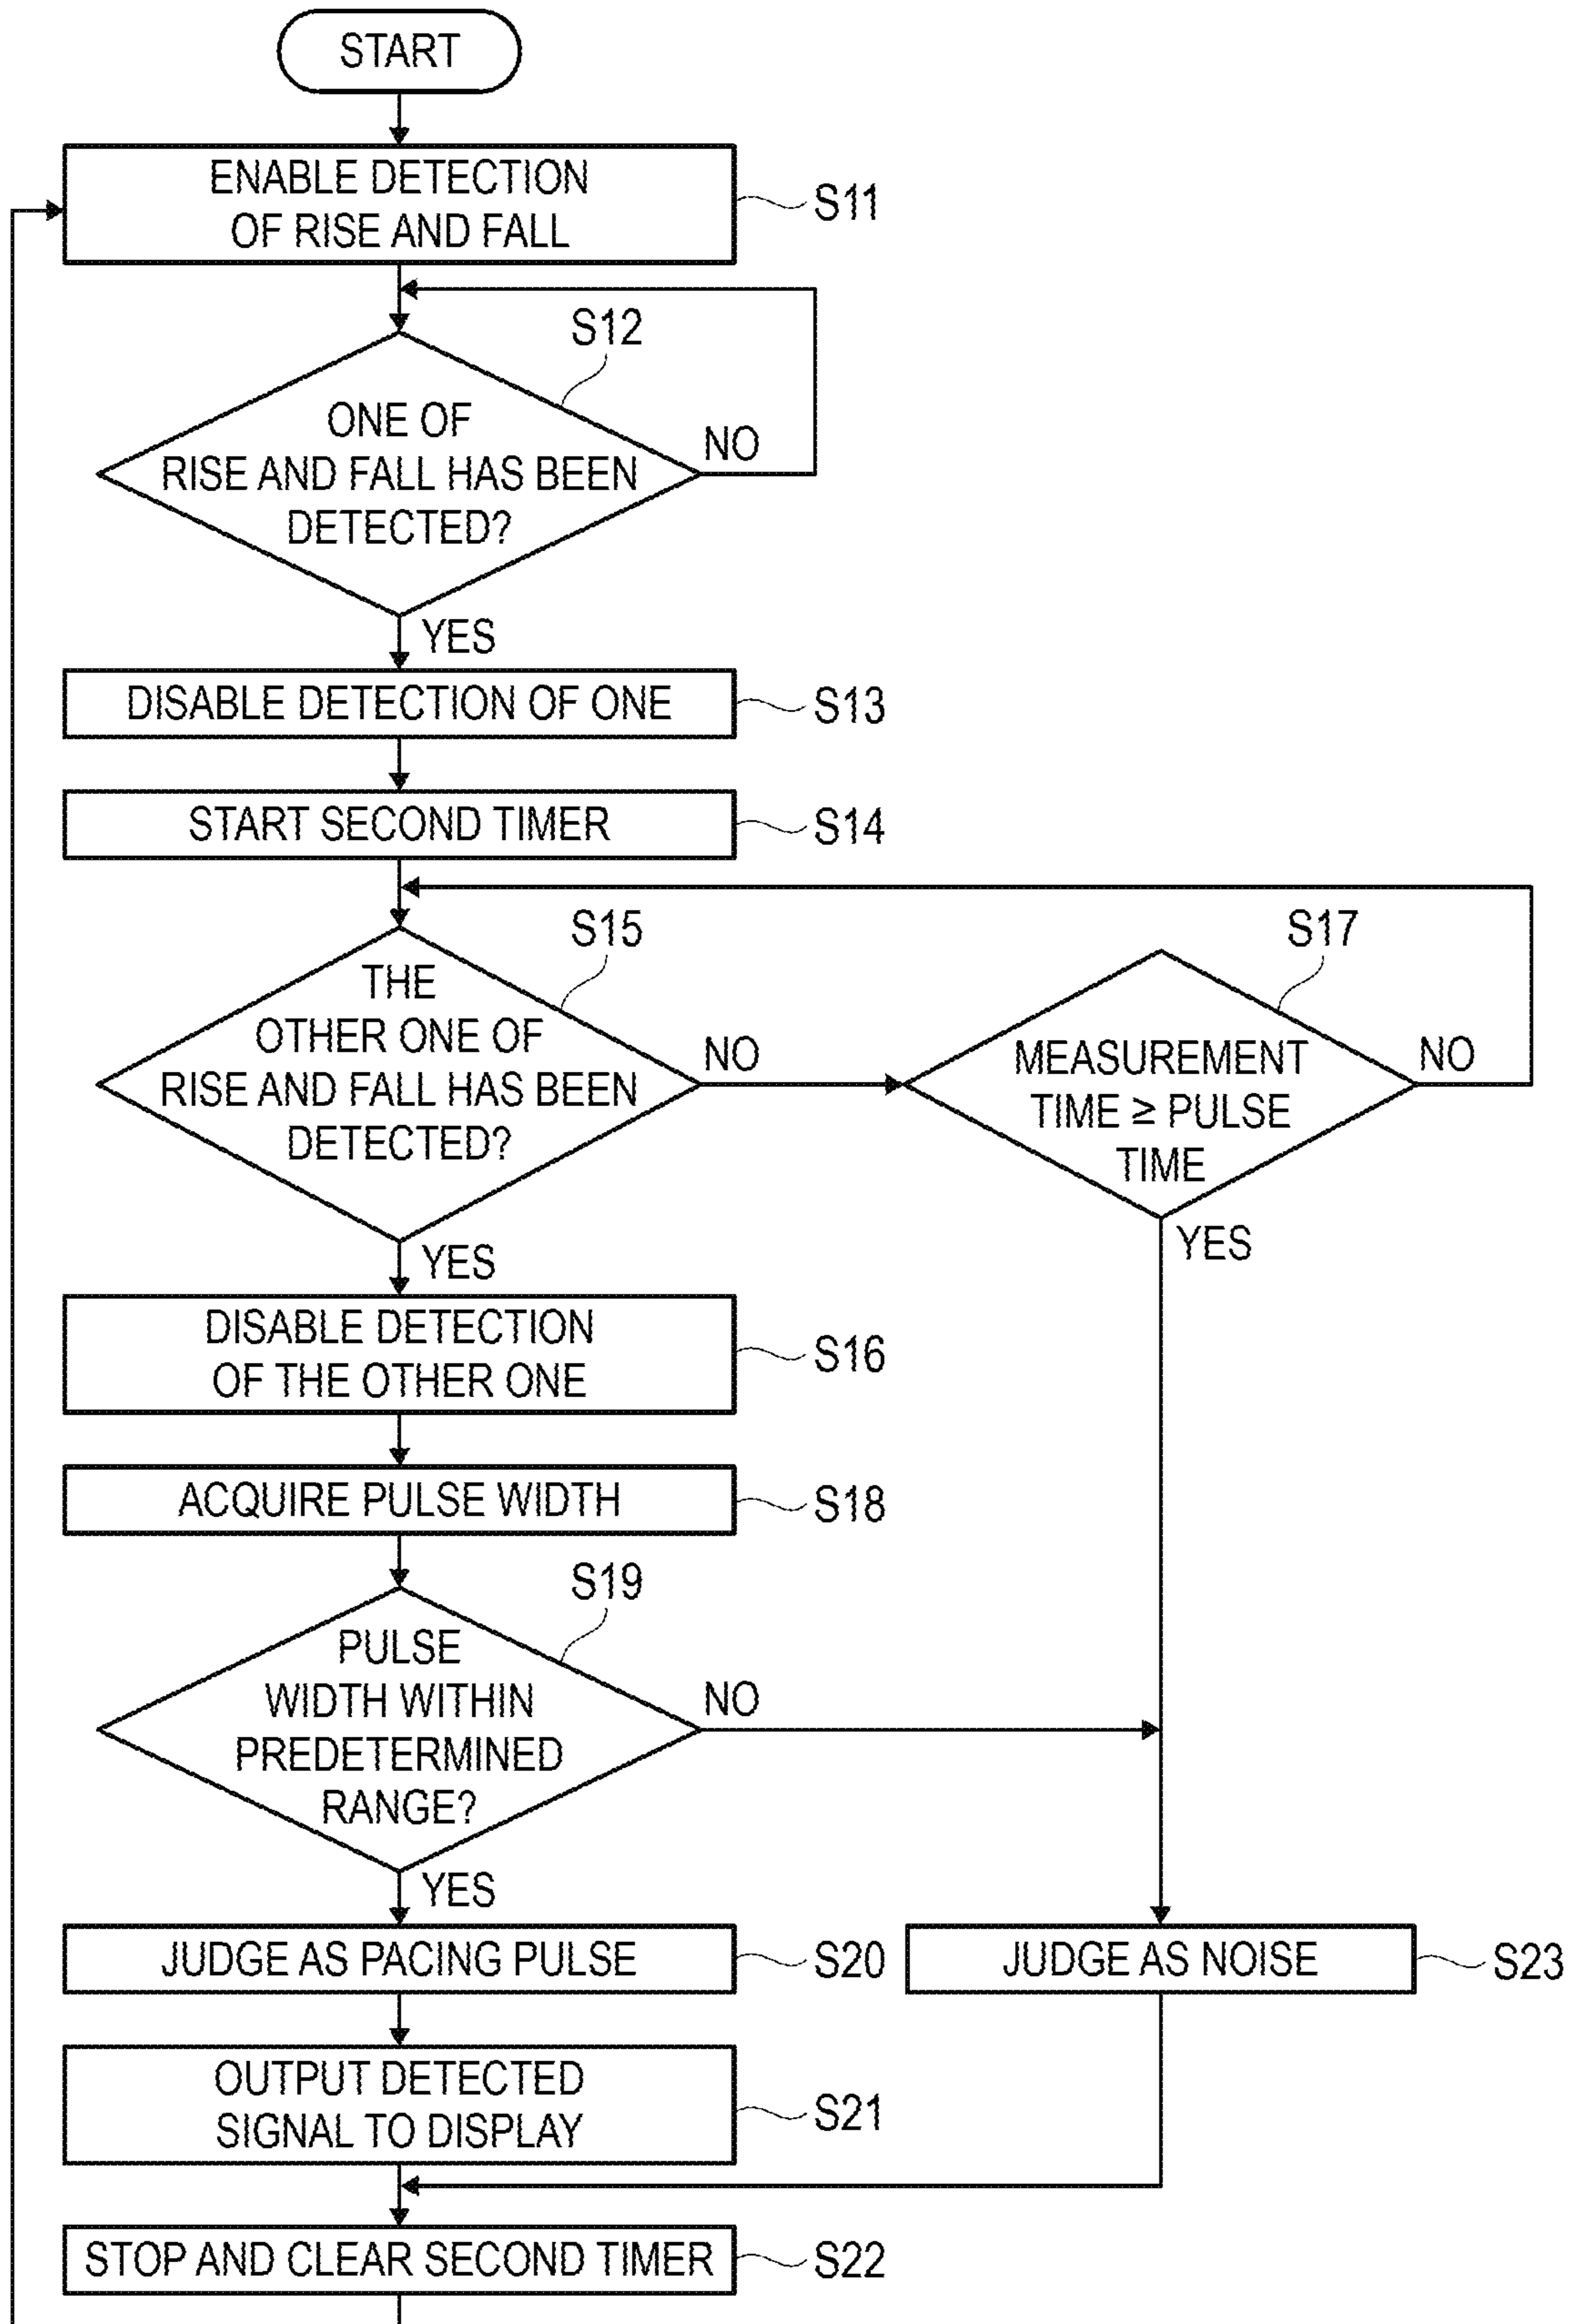 START
ENABLE DETECTION
OF RISE AND FALL
S11
S12
ONE OF
RISE AND FALL HAS BEEN
DETECTED?
NO
YES
DISABLE DETECTION OF ONE
S13
START SECOND TIMER
S14
S15
THE
OTHER ONE OF
RISE AND FALL HAS BEEN
DETECTED?
NO
S17
MEASUREMENT
TIME ≥ PULSE
TIME
NO
YES
YES
DISABLE DETECTION
OF THE OTHER ONE
S16
ACQUIRE PULSE WIDTH
S18
S19
PULSE
WIDTH WITHIN
PREDETERMINED
RANGE?
NO
YES
JUDGE AS PACING PULSE
S20
JUDGE AS NOISE
S23
OUTPUT DETECTED
SIGNAL TO DISPLAY
S21
STOP AND CLEAR SECOND TIMER
S22